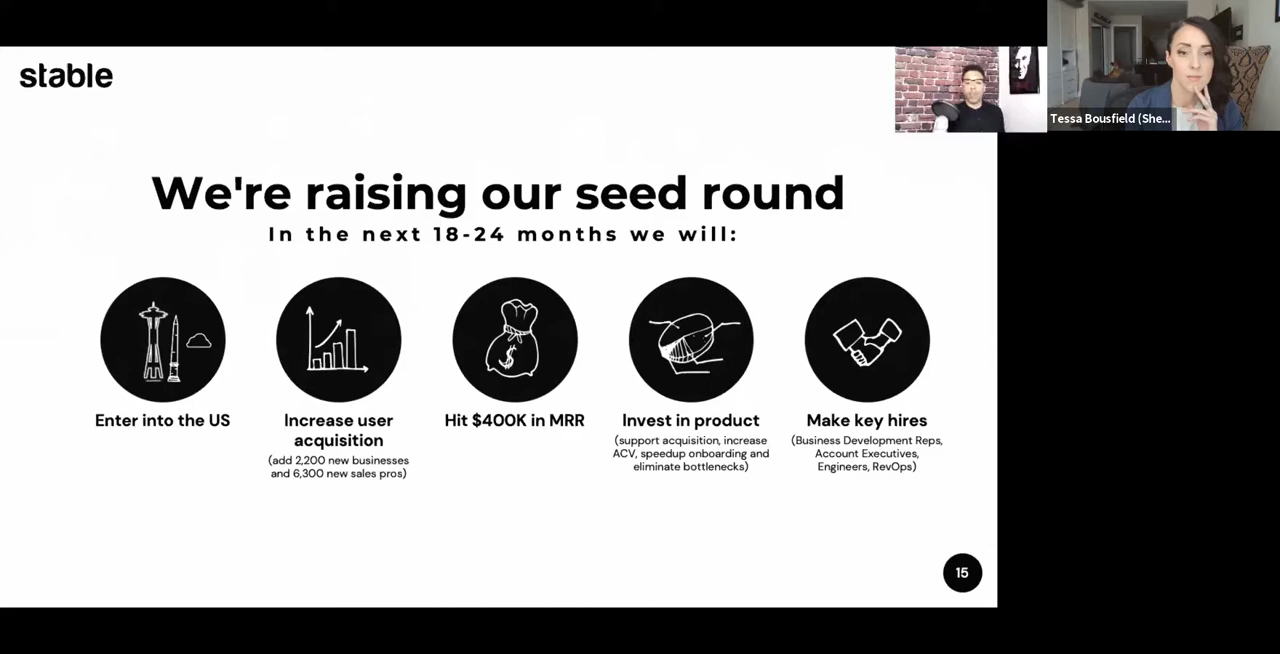 stable
Tessa Bousfield (She...
We're raising our seed round
In the next 18-24 months we will:
Enter into the US
Increase user
acquisition
(add 2,200 new businesses
and 6,300 new sales pros)
Hit $400K in MRR
$
Invest in product
(support acquisition, increase
ACV, speedup onboarding and
eliminate bottlenecks)
Make key hires
(Business Development Reps,
Account Executives,
Engineers, RevOps)
15